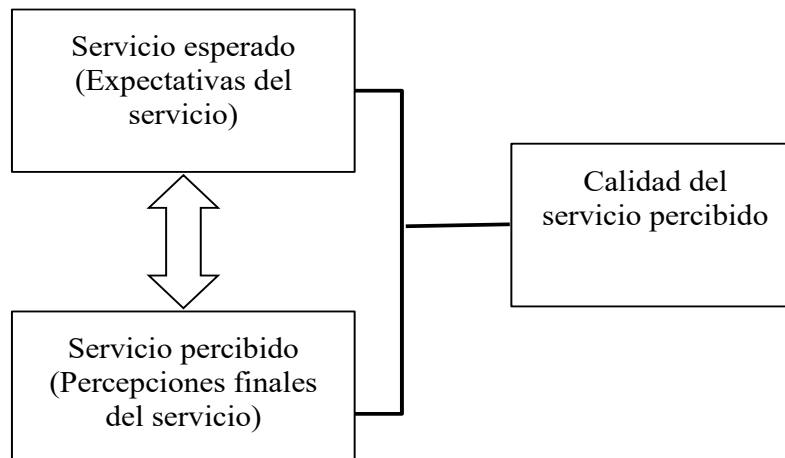 Servicio esperado
(Expectativas del
servicio)
Calidad del
servicio percibido
Servicio percibido
(Percepciones finales
del servicio)